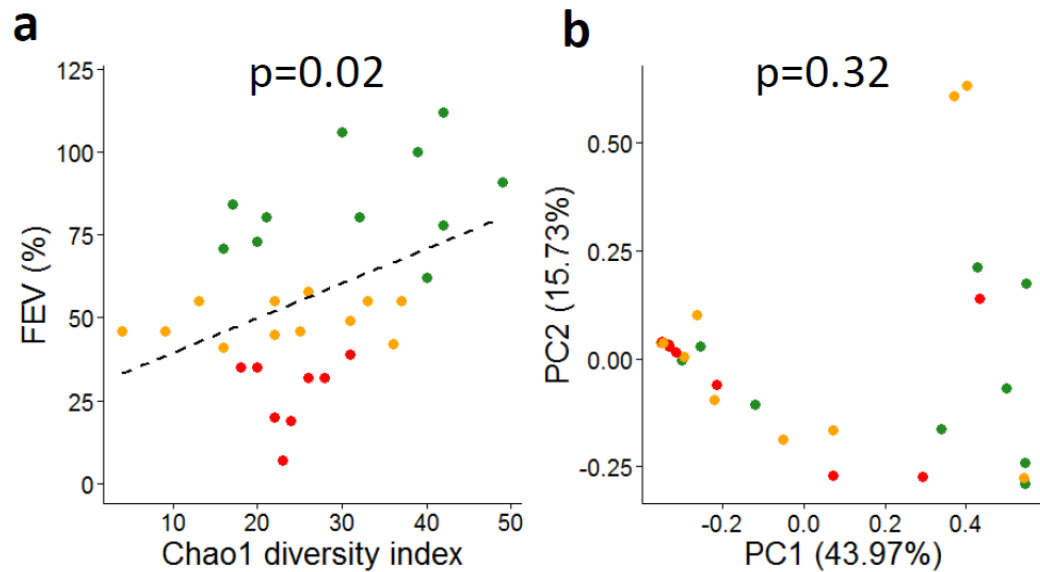 a
p=0.02
FEV (%)
125
100
75
50
25
0
10 20 30 40 50
Chao1 diversity index
b
p=0.32
PC2 (15.73%)
0.50
0.25
0.00
-0.25
-0.2 0.0 0.2 0.4
PC1 (43.97%)